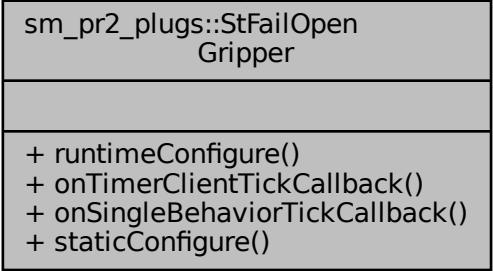 sm_pr2_plugs::StFailOpen
Gripper
+ runtimeConfigure()
+ onTimerClientTickCallback()
+ onSingleBehaviorTickCallback()
+ staticConfigure()